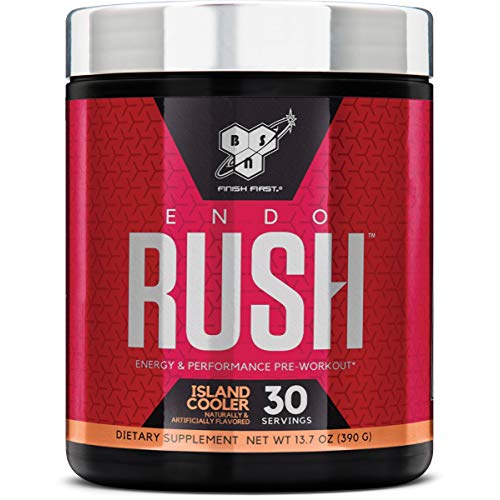 BSN
FINISH FIRST.®
ENDO
RUSH™
ENERGY & PERFORMANCE PRE-WORKOUT*
ISLAND
COOLER
NATURALLY &
ARTIFICIALLY FLAVORED
30
SERVINGS
DIETARY SUPPLEMENT NET WT 13.7 OZ (390 G)